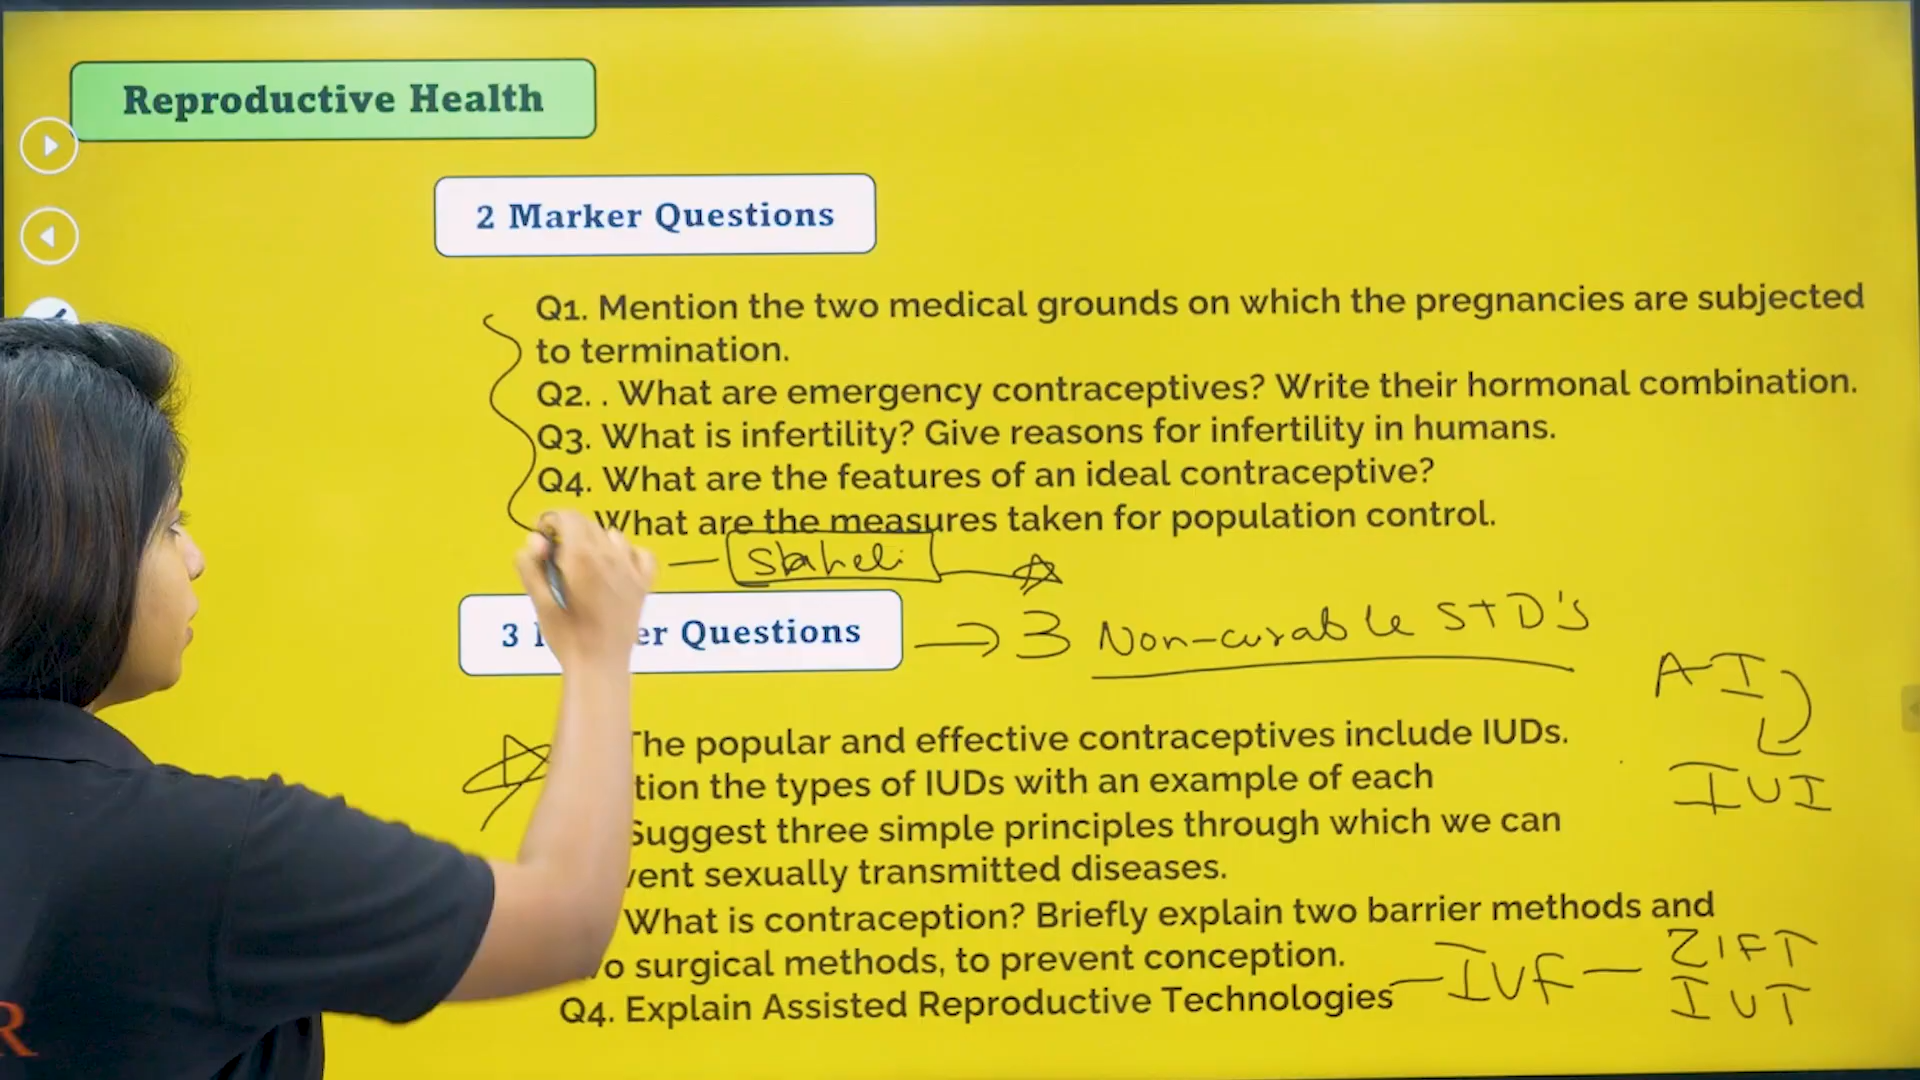 Reproductive Health
2 Marker Questions
Q1. Mention the two medical grounds on which the pregnancies are subjected
to termination.
Q2. . What are emergency contraceptives? Write their hormonal combination.
Q3. What is infertility? Give reasons for infertility in humans.
Q4. What are the features of an ideal contraceptive?
What are the measures taken for population control.
3 Questions → 3 Non-curable STD's
AI
The popular and effective contraceptives include IUDs.
the types of IUDs with an example of each
IUI
Suggest three simple principles through which we can
sexually transmitted diseases.
What is contraception? Briefly explain two barrier methods and
surgical methods, to prevent conception.
Q4. Explain Assisted Reproductive Technologies — IVF — ZIFT
IUT
R